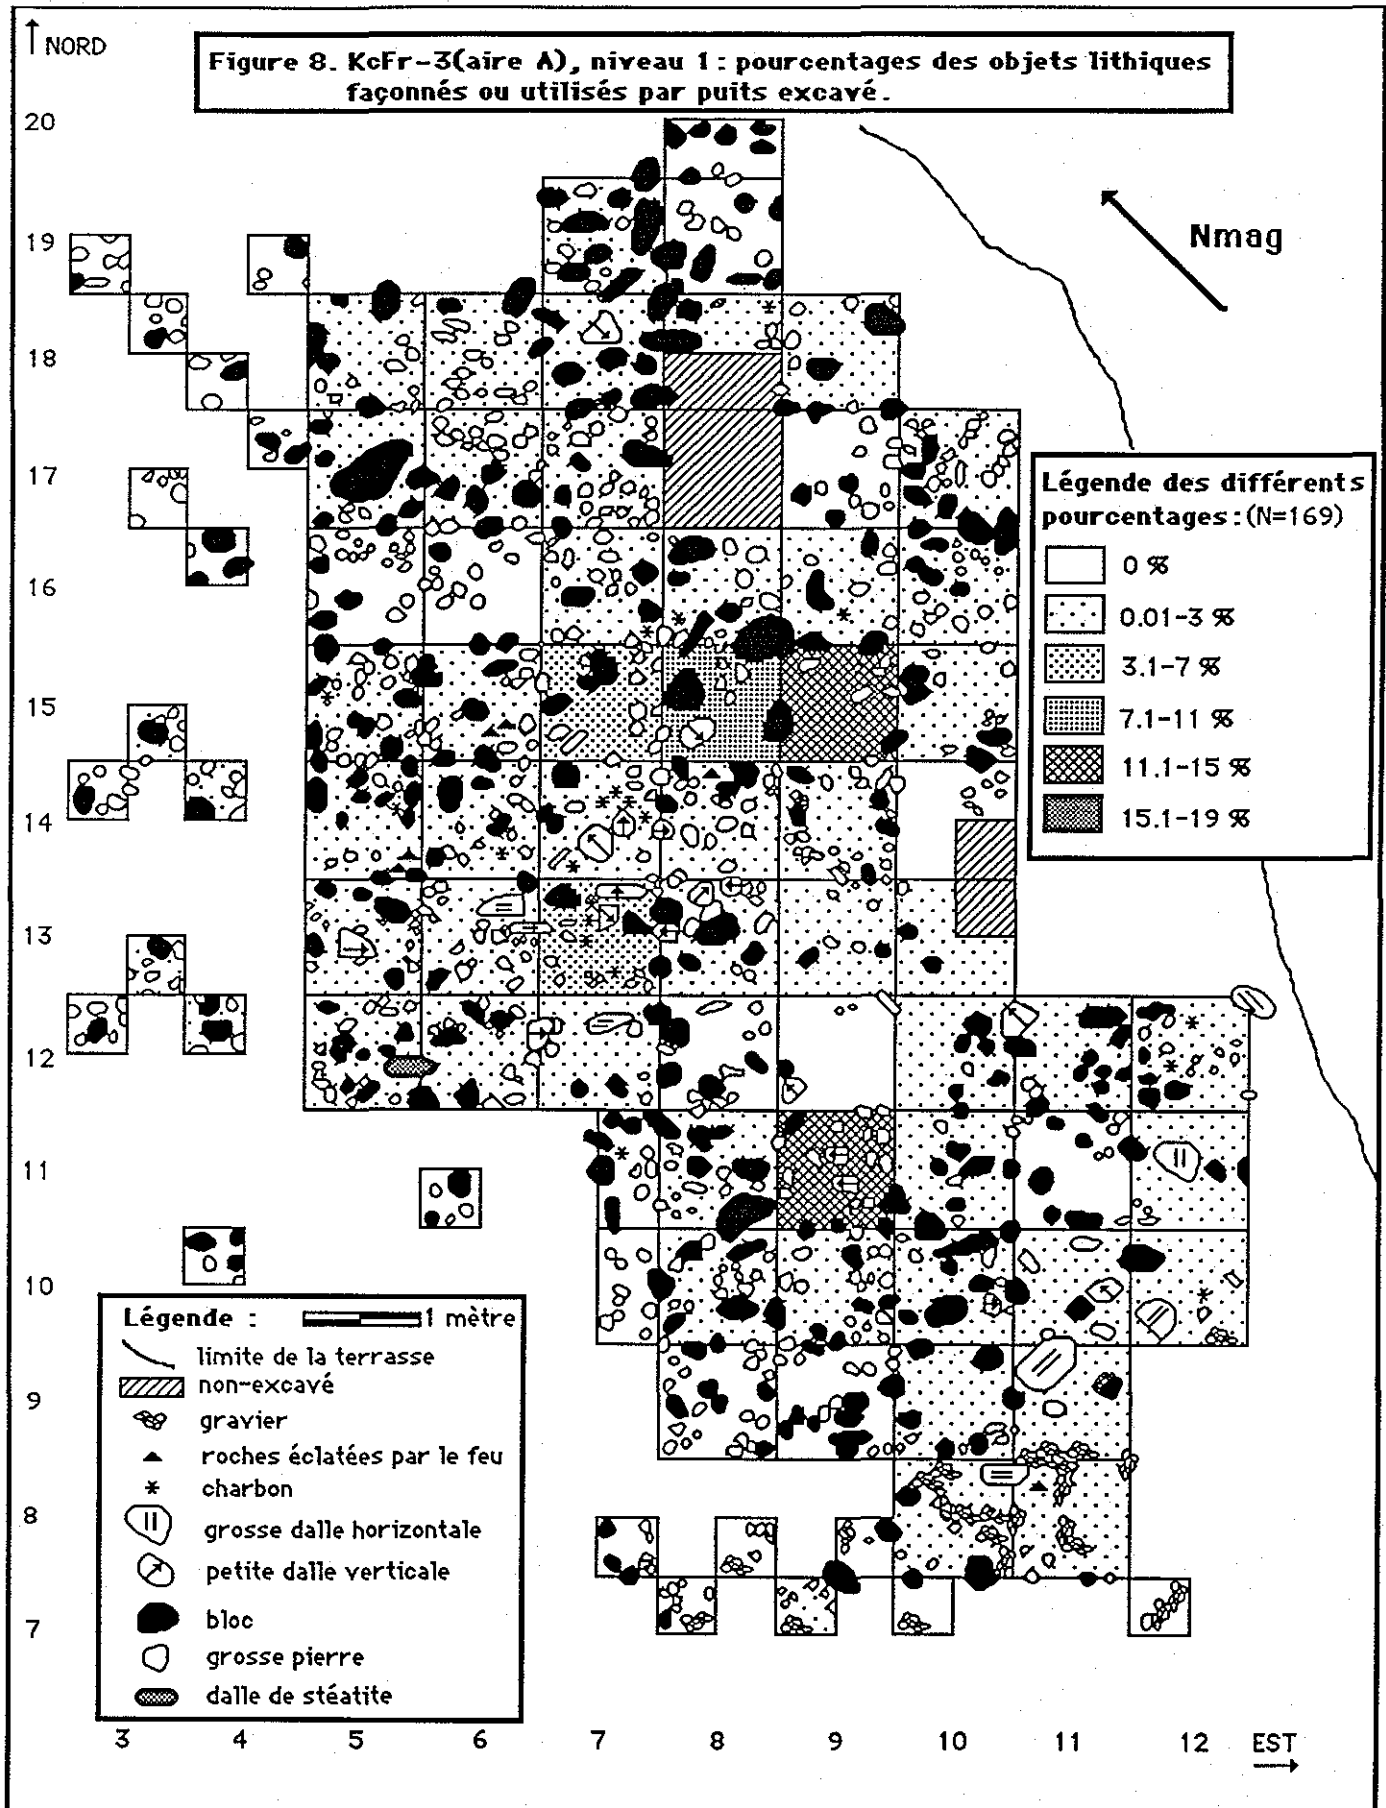 NORD
Figure 8. KcFr-3(aire A), niveau 1: pourcentages des objets lithiques
façonnés ou utilisés par puits excavé.
20
Nmag
19
18
17
Légende des différents
pourcentages:(N=169)
0 %
0.01-3 %
3.1-7 %
7.1-11 %
11.1-15 %
15.1-19 %
16
15
14
13
12
11
10
9
8
7
Légende :
1 mètre
limite de la terrasse
non-excavé
gravier
roches éclatées par le feu
charbon
grosse dalle horizontale
petite dalle verticale
bloc
grosse pierre
dalle de stéatite
3 4 5 6 7 8 9 10 11 12 EST